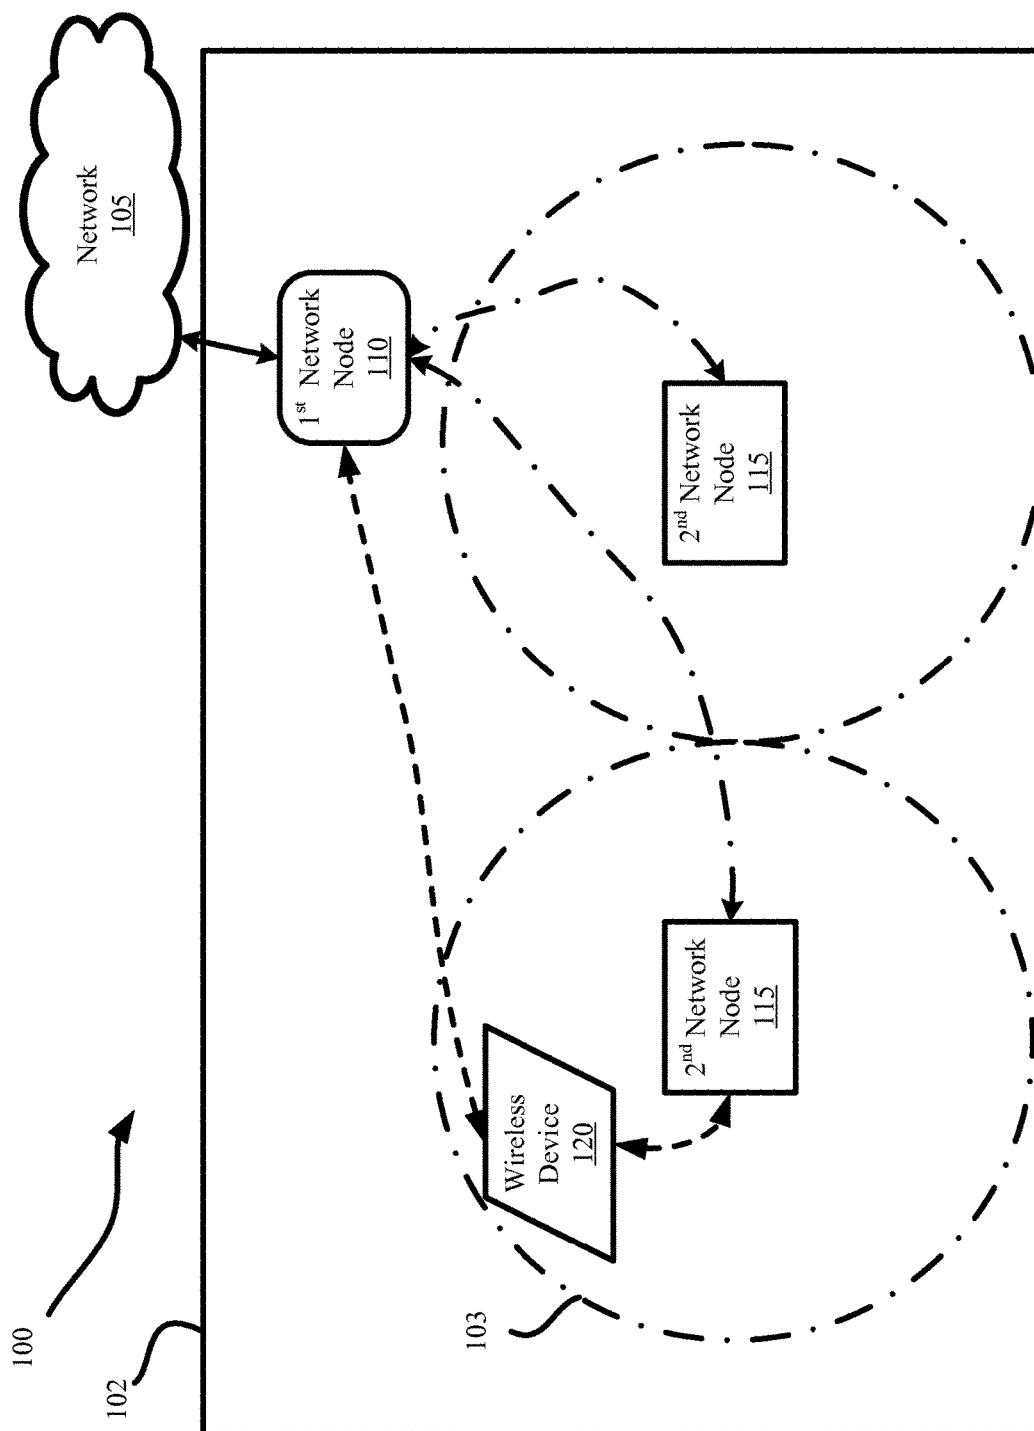 100
102
Network
105
1st Network
Node
110
103
Wireless
Device
120
2nd Network
Node
115
2nd Network
Node
115